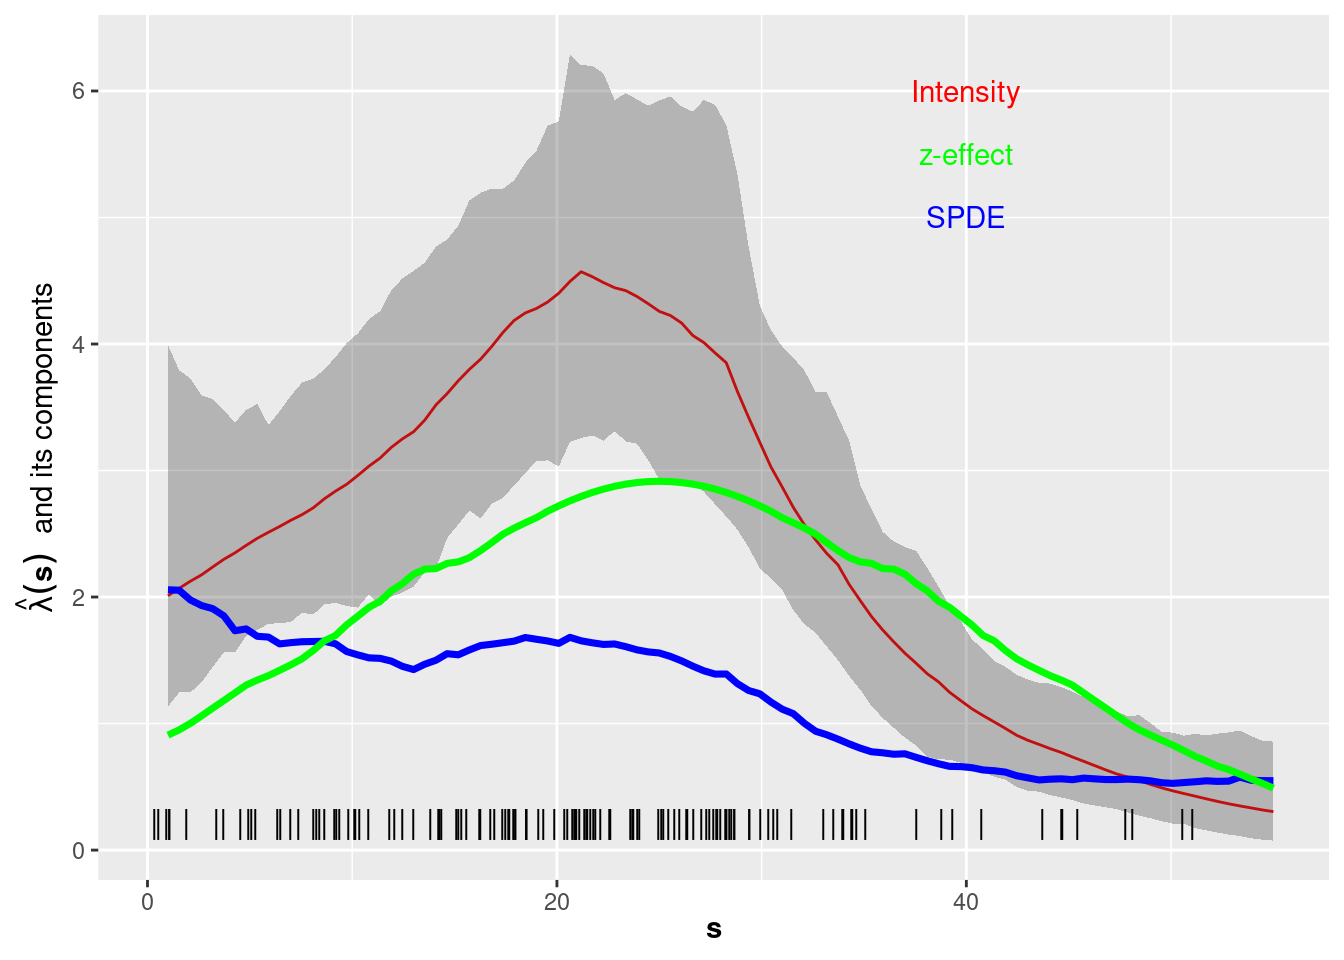 λ̂(s) and its components
6
4
2
0
Intensity
z-effect
SPDE
0 20 40
s